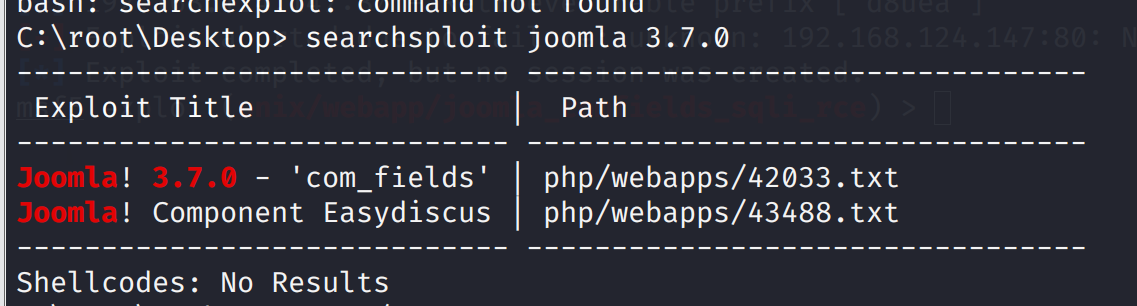 bash: searchexplot: command not found
C:\root\Desktop> searchsploit joomla 3.7.0
------------------------------ ---------------------------------
 Exploit Title | Path
------------------------------ ---------------------------------
Joomla! 3.7.0 - 'com_fields' | php/webapps/42033.txt
Joomla! Component Easydiscus | php/webapps/43488.txt
------------------------------ ---------------------------------
Shellcodes: No Results